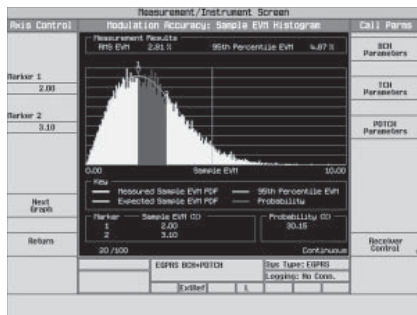 Measurement/Instrument Screen
Axis Control
Modulation Accuracy: Sample EVM Histogram
Call Parms
Measurement Results
RMS EVM 2.81 % 95th Percentile EVM 4.87 %
BCH
Parameters
Marker 1
2.00
TCH
Parameters
Marker 2
3.10
PDTCH
Parameters
0.00 Sample EVM 10.00
Key
Measured Sample EVM PDF 95th Percentile EVM
Expected Sample EVM PDF Probability
Next
Graph
Marker Sample EVM (%) Probability (%)
1 2.00 30.15
2 3.10
Return
20 /100 Continuous
Receiver
Control
EGPRS BCH+PDTCH Sys Type: EGPRS
Logging: No Conn.
ExtRef L